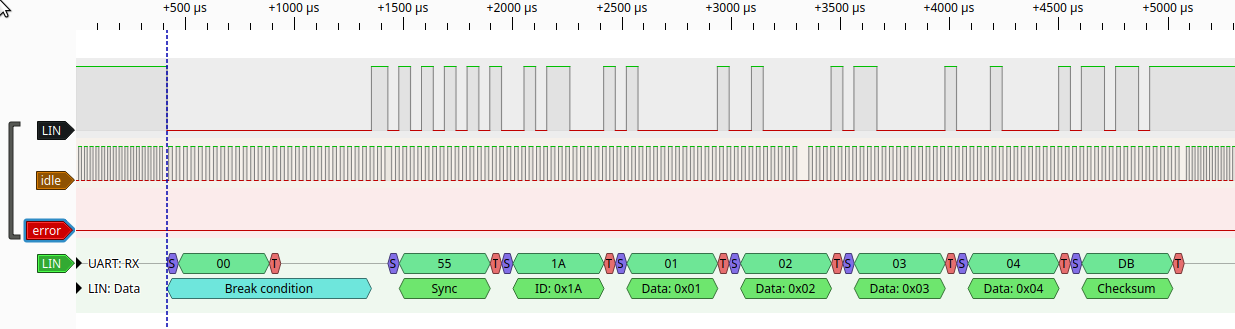 +500 µs +1000 µs +1500 µs +2000 µs +2500 µs +3000 µs +3500 µs +4000 µs +4500 µs +5000 µs
LIN
idle
error
LIN UART: RX S 00 T S 55 T S 1A T S 01 T S 02 T S 03 T S 04 T S DB T
LIN: Data Break condition Sync ID: 0x1A Data: 0x01 Data: 0x02 Data: 0x03 Data: 0x04 Checksum